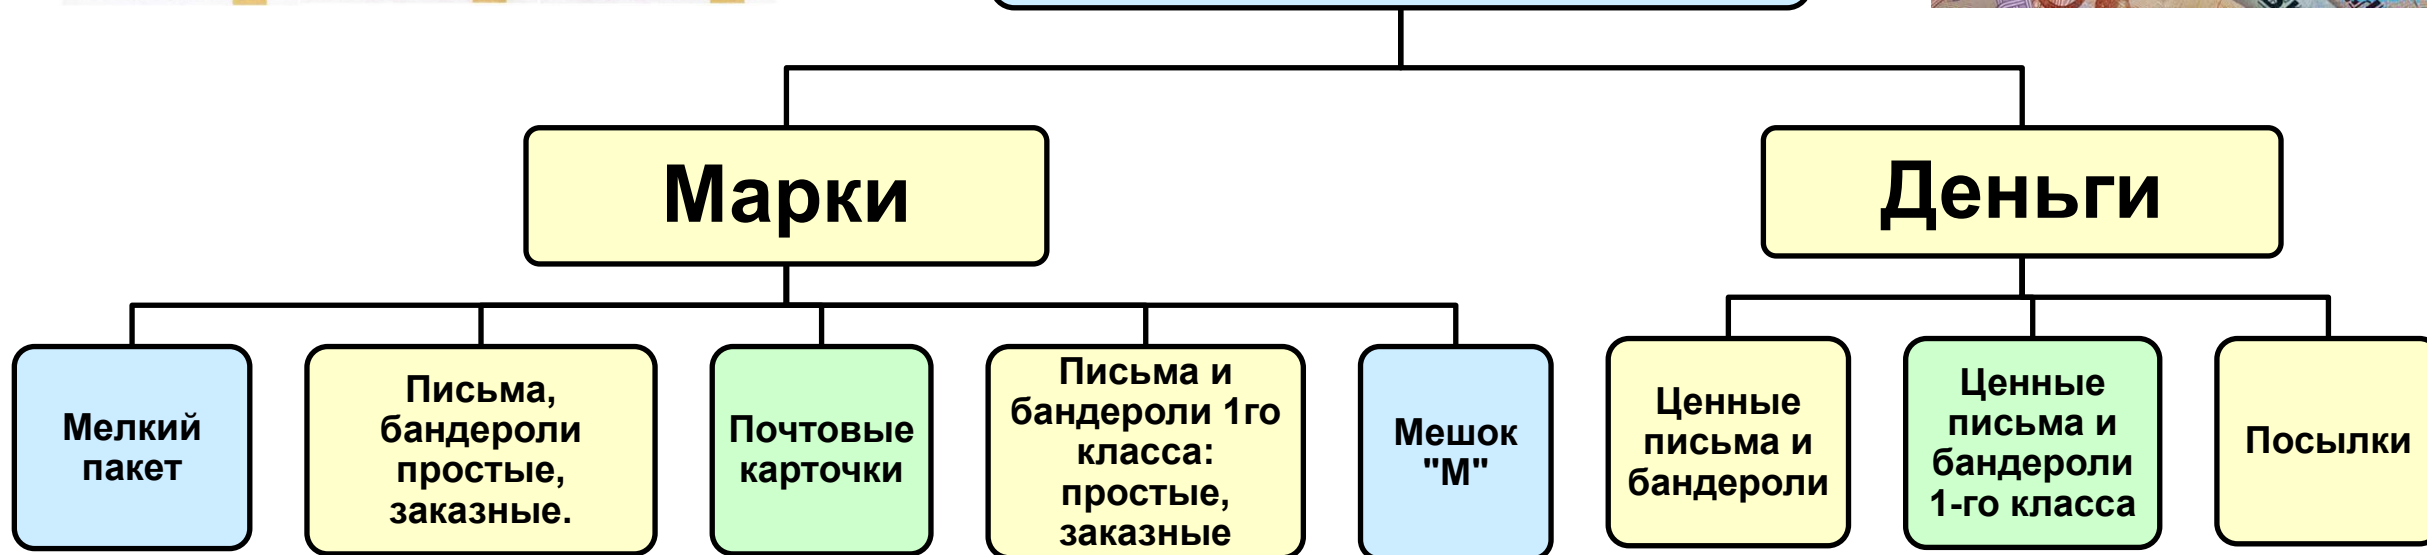 Марки
Деньги
Мелкий
пакет
Письма,
бандероли
простые,
заказные.
Почтовые
карточки
Письма и
бандероли 1го
класса:
простые,
заказные
Мешок
"М"
Ценные
письма и
бандероли
Ценные
письма и
бандероли
1-го класса
Посылки